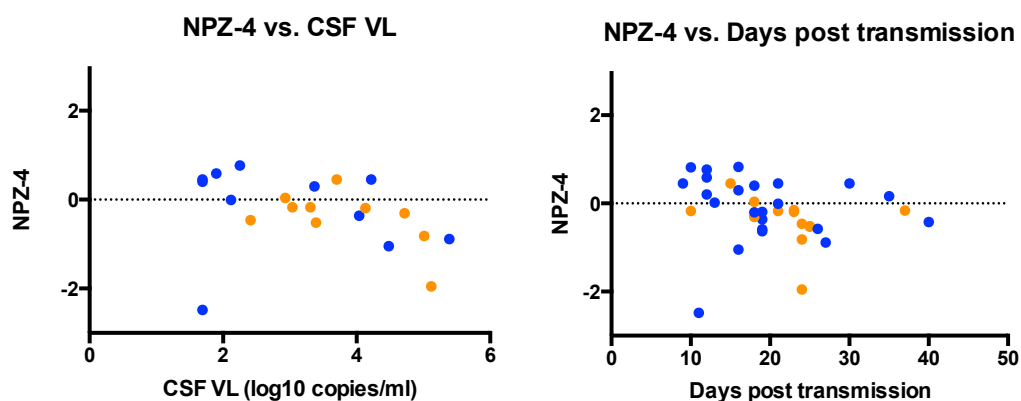 NPZ-4 vs. CSF VL
NPZ-4
2
0
-2
0
2
4
6
CSF VL (log10 copies/ml)
NPZ-4 vs. Days post transmission
NPZ-4
2
0
-2
0
10
20
30
40
50
Days post transmission